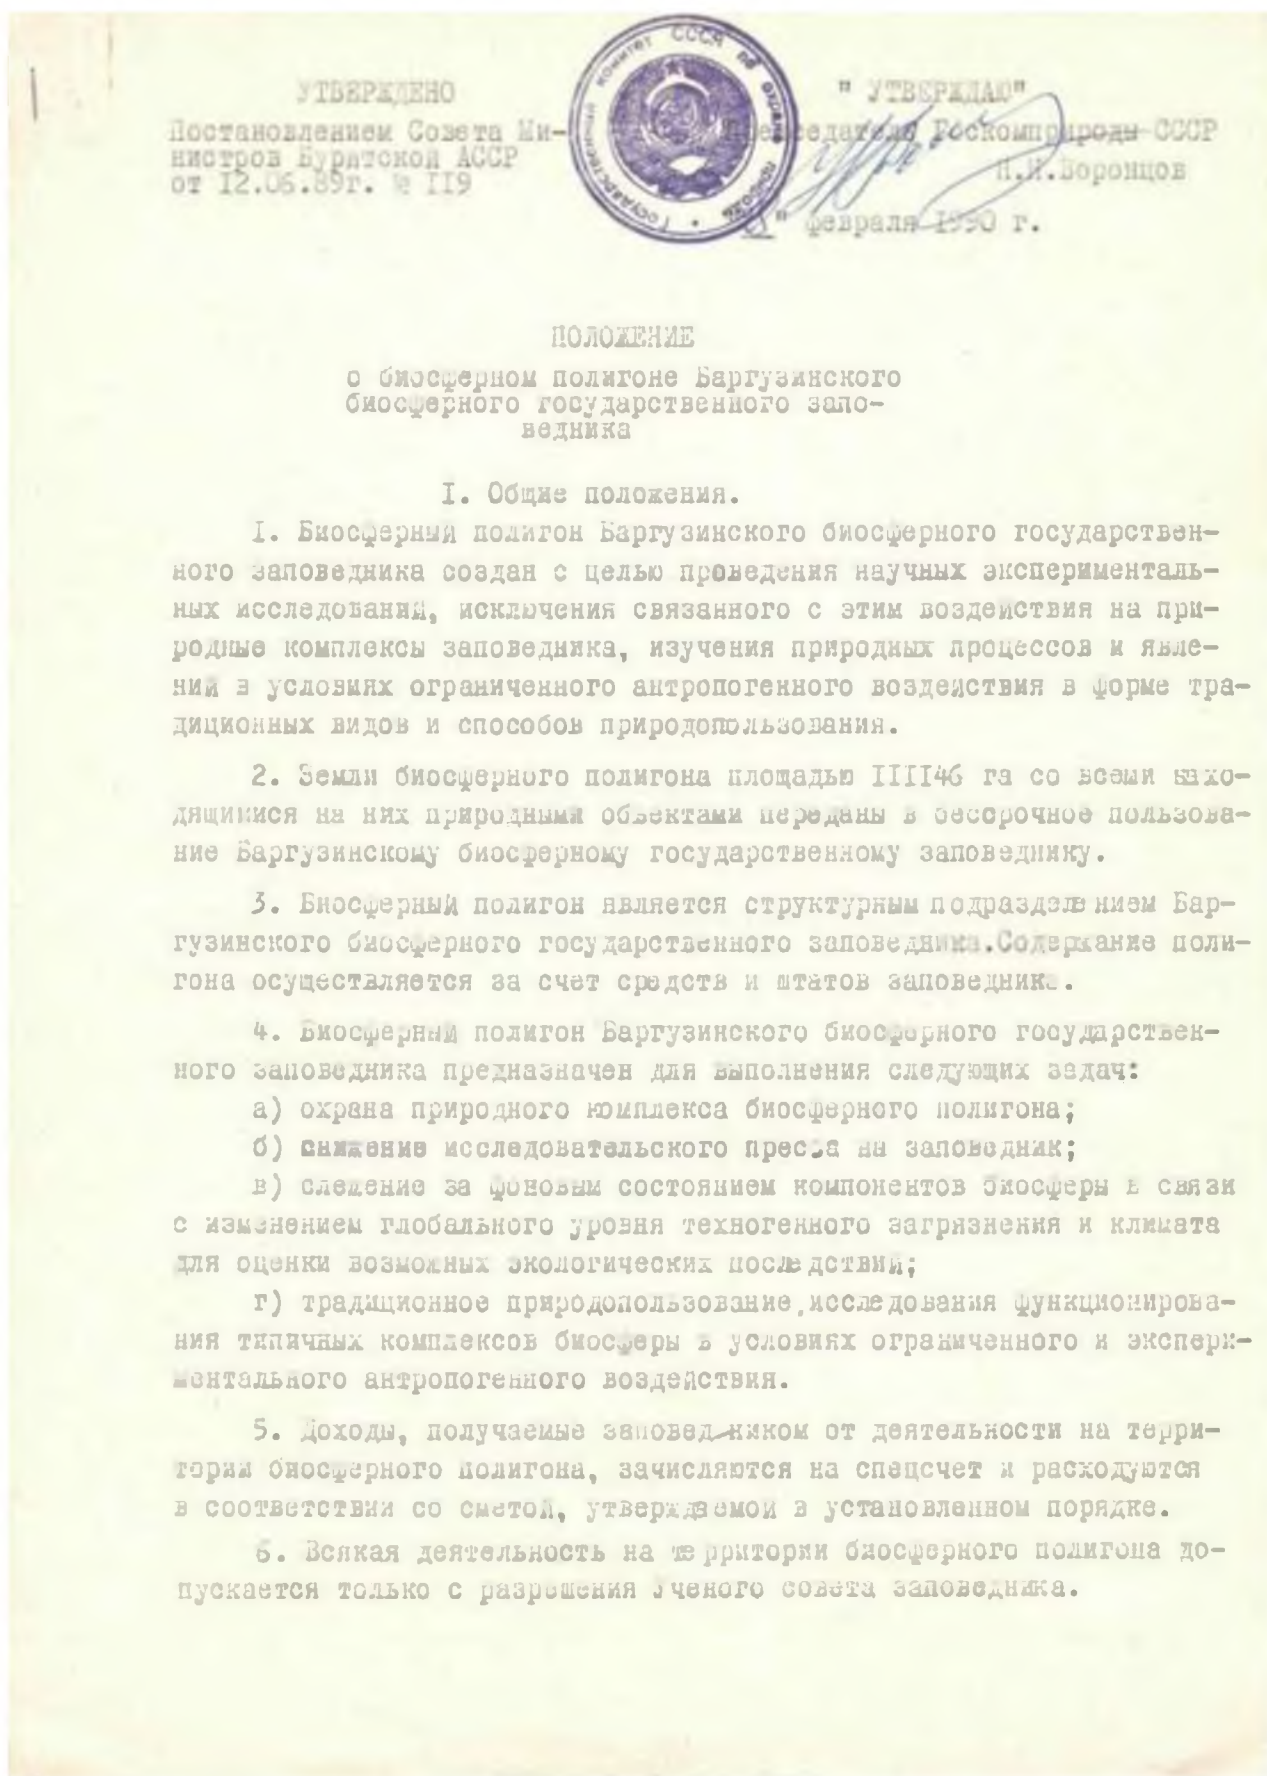 УТВЕРЖДЕНО
Постановлением Совета Ми-
нистров Бурятской АССР
от 12.06.89г. № II9
" УТВЕРЖДАЮ"
Председатель Госкомприроды СССР
Н.Н.Воронцов
" февраля 1990 г.
Государственный комитет СССР по охране природы
ПОЛОЖЕНИЕ
о биосферном полигоне Баргузинского
биосферного государственного запо-
ведника
I. Общие положения.
I. Биосферный полигон Баргузинского биосферного государствен-
ного заповедника создан с целью проведения научных эксперименталь-
ных исследований, исключения связанного с этим воздействия на при-
родные комплексы заповедника, изучения природных процессов и явле-
ний в условиях ограниченного антропогенного воздействия в форме тра-
диционных видов и способов природопользования.
2. Земли биосферного полигона площадью IIII46 га со всеми нахо-
дящимися на них природными объектами переданы в бессрочное пользова-
ние Баргузинскому биосферному государственному заповеднику.
3. Биосферный полигон является структурным подразделением Бар-
гузинского биосферного государственного заповедника.Содержание поли-
гона осуществляется за счет средств и штатов заповедника.
4. Биосферный полигон Баргузинского биосферного государствен-
ного заповедника предназначен для выполнения следующих задач:
а) охрана природного комплекса биосферного полигона;
б) снижение исследовательского пресса на заповедник;
в) слежение за фоновым состоянием компонентов биосферы в связи
с изменением глобального уровня техногенного загрязнения и климата
для оценки возможных экологических последствий;
г) традиционное природопользование,исследования функционирова-
ния типичных комплексов биосферы в условиях ограниченного и экспери-
ментального антропогенного воздействия.
5. Доходы, получаемые заповедником от деятельности на терри-
тории биосферного полигона, зачисляются на спецсчет и расходуются
в соответствии со сметой, утверждаемой в установленном порядке.
6. Всякая деятельность на территории биосферного полигона до-
пускается только с разрешения Ученого совета заповедника.